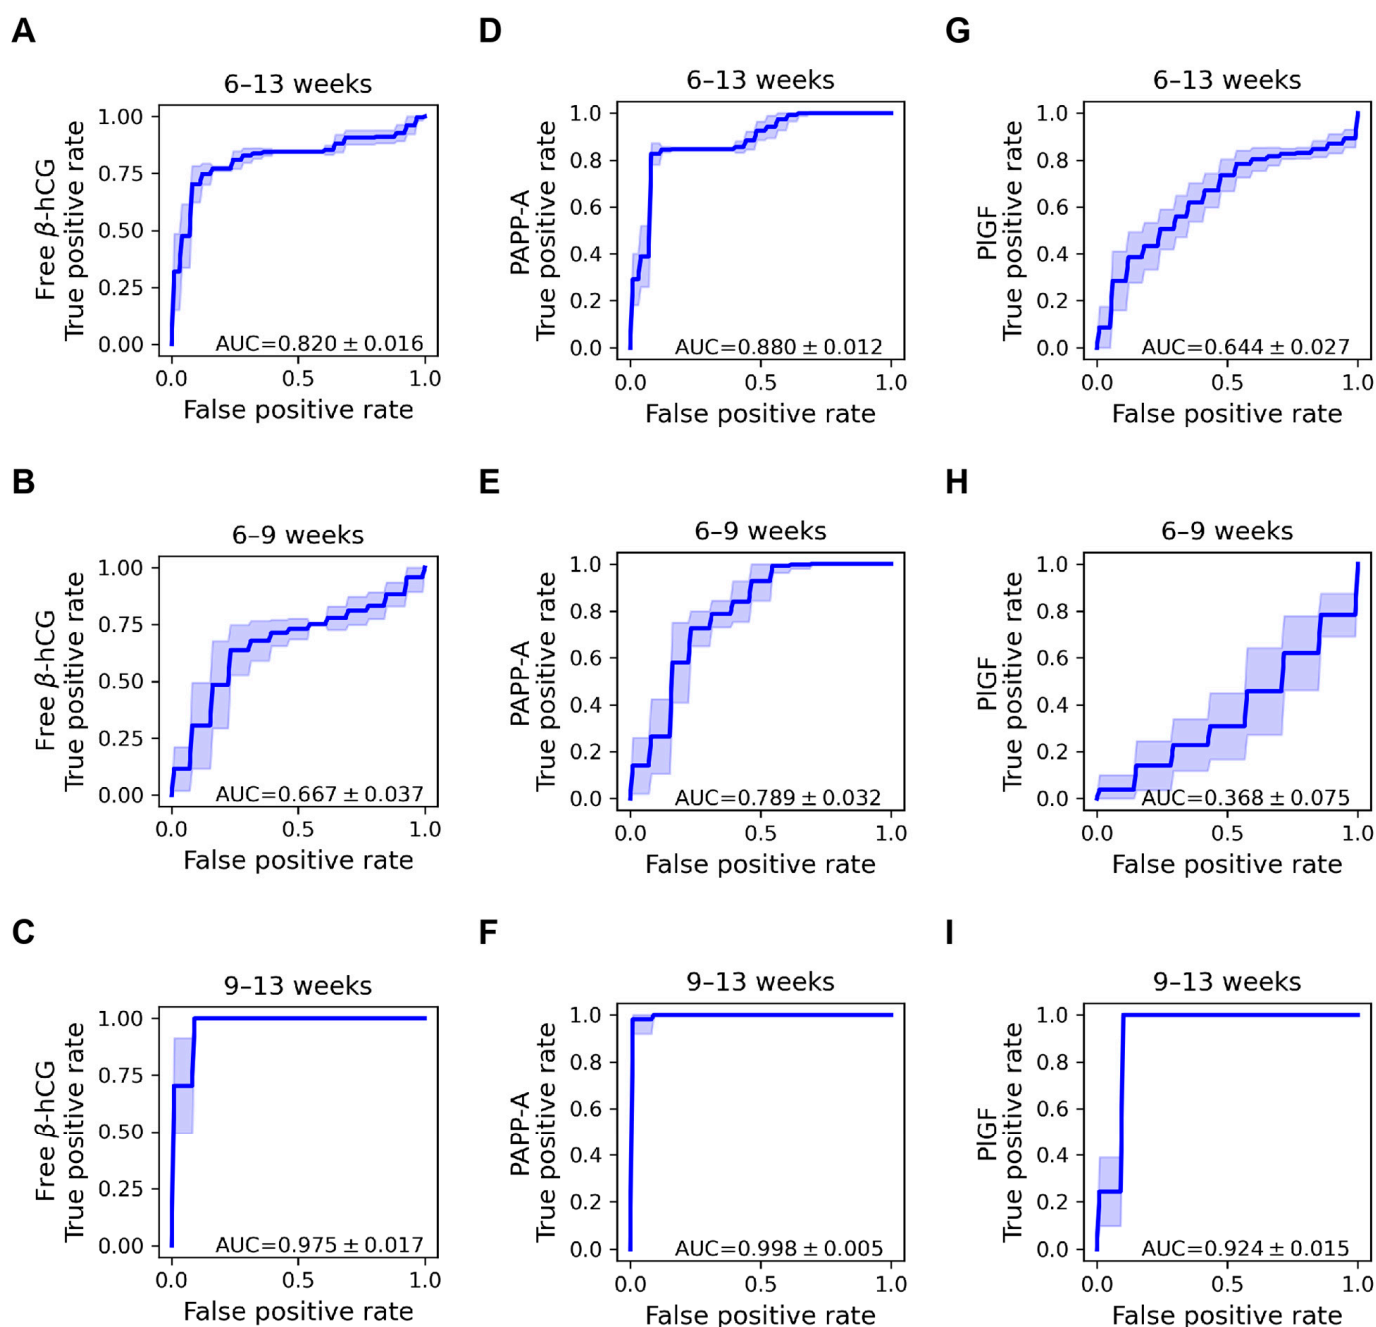 A
6–13 weeks
Free β-hCG
True positive rate
1.00
0.75
0.50
0.25
0.00
AUC=0.820 ± 0.016
0.0 0.5 1.0
False positive rate
D
6–13 weeks
PAPP-A
True positive rate
1.0
0.8
0.6
0.4
0.2
0.0
AUC=0.880 ± 0.012
0.0 0.5 1.0
False positive rate
G
6–13 weeks
PlGF
True positive rate
1.0
0.8
0.6
0.4
0.2
0.0
AUC=0.644 ± 0.027
0.0 0.5 1.0
False positive rate
B
6–9 weeks
Free β-hCG
True positive rate
1.00
0.75
0.50
0.25
0.00
AUC=0.667 ± 0.037
0.0 0.5 1.0
False positive rate
E
6–9 weeks
PAPP-A
True positive rate
1.0
0.8
0.6
0.4
0.2
0.0
AUC=0.789 ± 0.032
0.0 0.5 1.0
False positive rate
H
6–9 weeks
PlGF
True positive rate
1.0
0.8
0.6
0.4
0.2
0.0
AUC=0.368 ± 0.075
0.0 0.5 1.0
False positive rate
C
9–13 weeks
Free β-hCG
True positive rate
1.00
0.75
0.50
0.25
0.00
AUC=0.975 ± 0.017
0.0 0.5 1.0
False positive rate
F
9–13 weeks
PAPP-A
True positive rate
1.0
0.8
0.6
0.4
0.2
0.0
AUC=0.998 ± 0.005
0.0 0.5 1.0
False positive rate
I
9–13 weeks
PlGF
True positive rate
1.0
0.8
0.6
0.4
0.2
0.0
AUC=0.924 ± 0.015
0.0 0.5 1.0
False positive rate